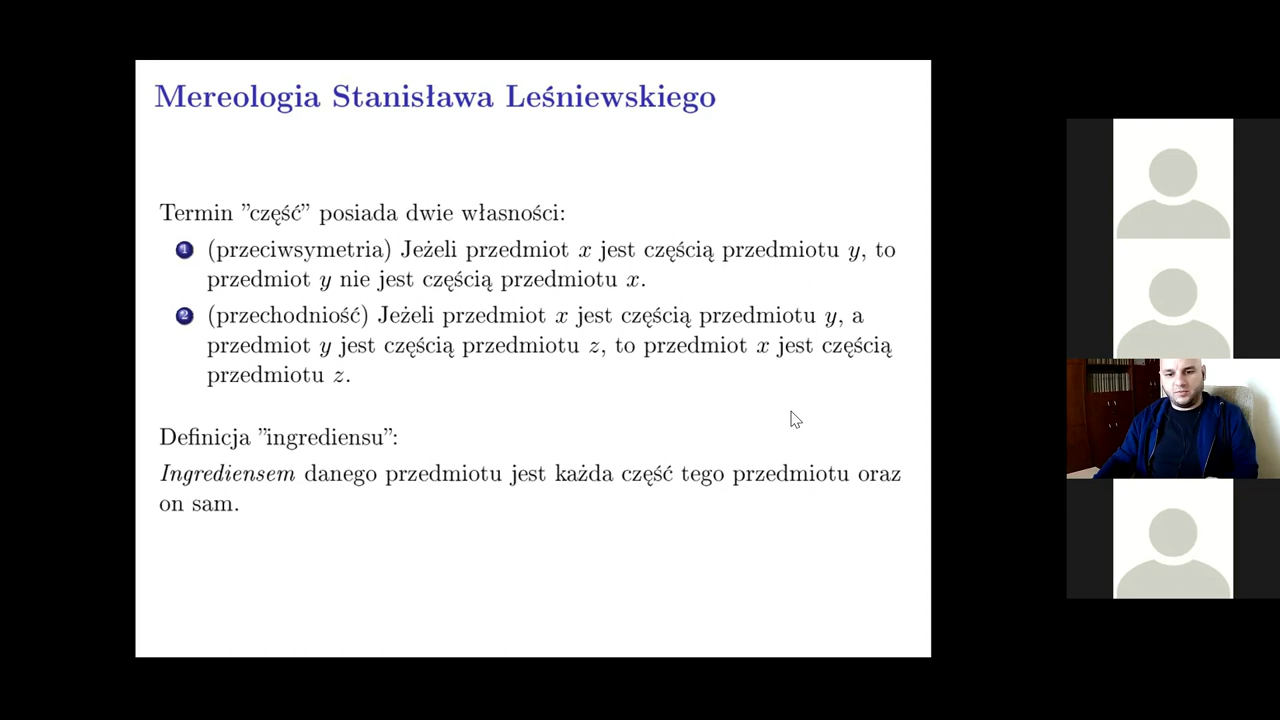 Mereologia Stanisława Leśniewskiego
Termin ”część” posiada dwie własności:
1 (przeciwsymetria) Jeżeli przedmiot x jest częścią przedmiotu y, to
przedmiot y nie jest częścią przedmiotu x.
2 (przechodniość) Jeżeli przedmiot x jest częścią przedmiotu y, a
przedmiot y jest częścią przedmiotu z, to przedmiot x jest częścią
przedmiotu z.
Definicja ”ingrediensu”:
Ingrediensem danego przedmiotu jest każda część tego przedmiotu oraz
on sam.